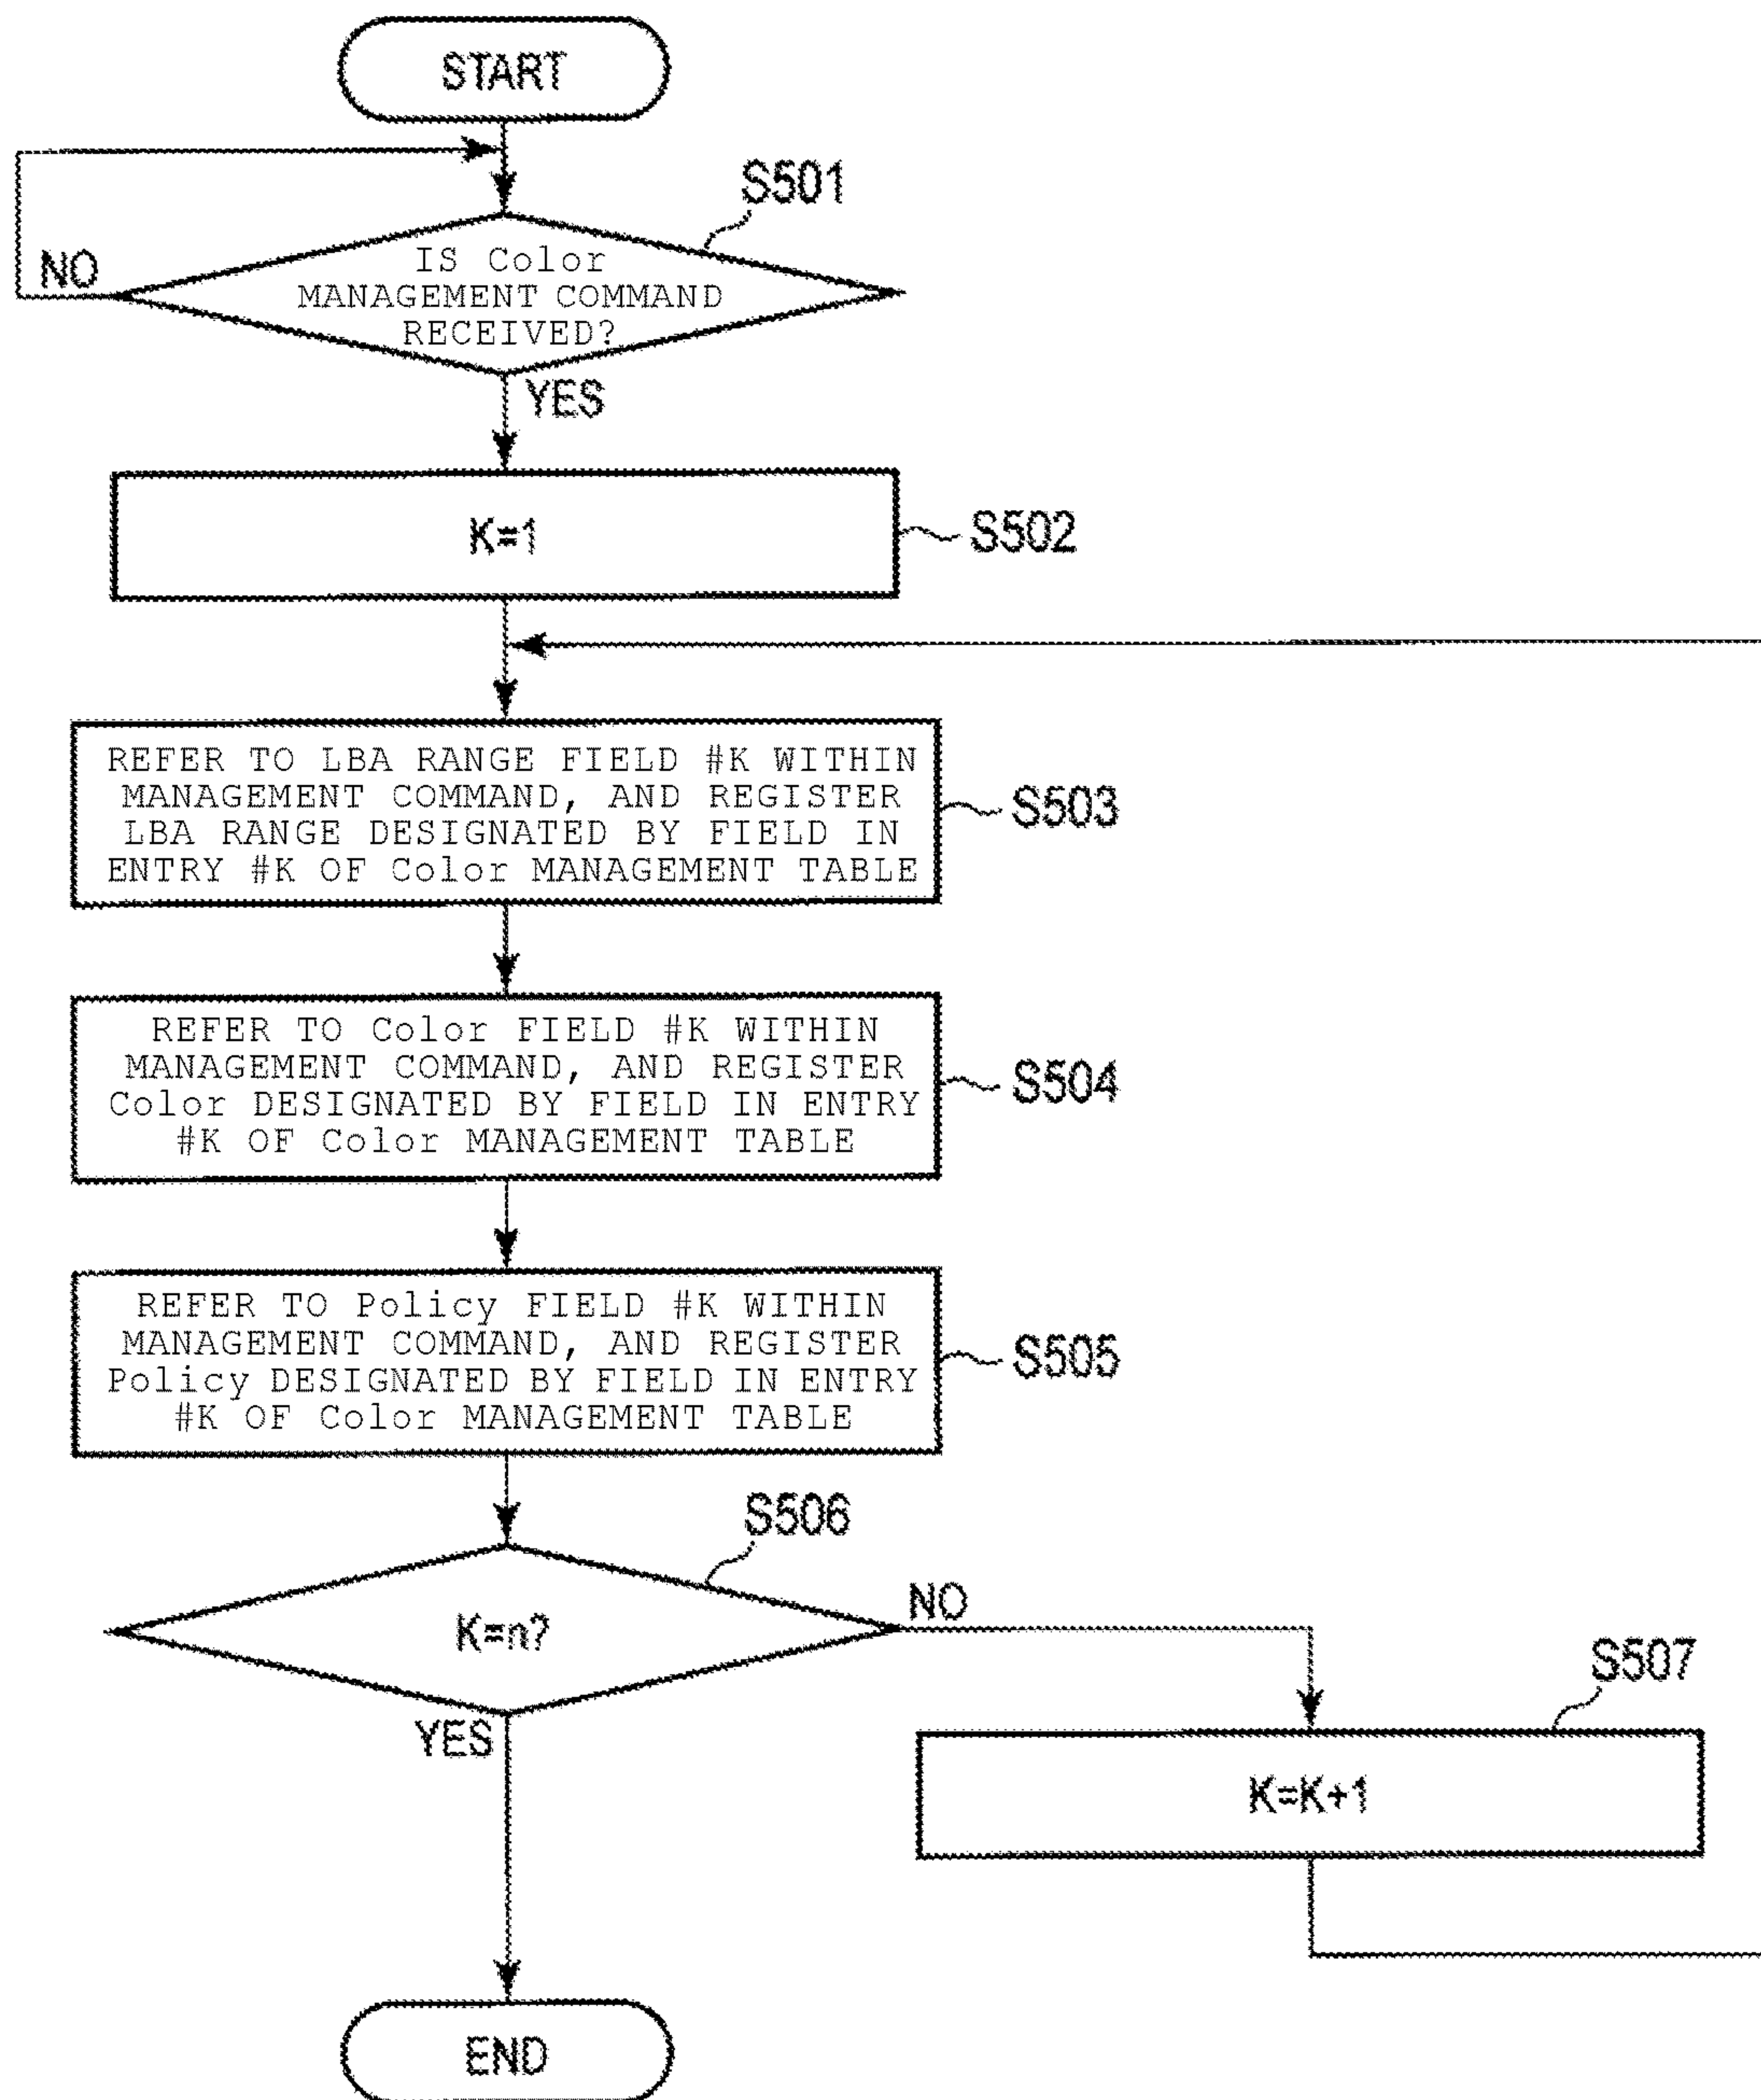 START
S501
NO
IS Color
MANAGEMENT COMMAND
RECEIVED?
YES
K=1
S502
REFER TO LBA RANGE FIELD #K WITHIN
MANAGEMENT COMMAND, AND REGISTER
LBA RANGE DESIGNATED BY FIELD IN
ENTRY #K OF Color MANAGEMENT TABLE
S503
REFER TO Color FIELD #K WITHIN
MANAGEMENT COMMAND, AND REGISTER
Color DESIGNATED BY FIELD IN ENTRY
#K OF Color MANAGEMENT TABLE
S504
REFER TO Policy FIELD #K WITHIN
MANAGEMENT COMMAND, AND REGISTER
Policy DESIGNATED BY FIELD IN ENTRY
#K OF Color MANAGEMENT TABLE
S505
S506
K=n?
NO
YES
S507
K=K+1
END